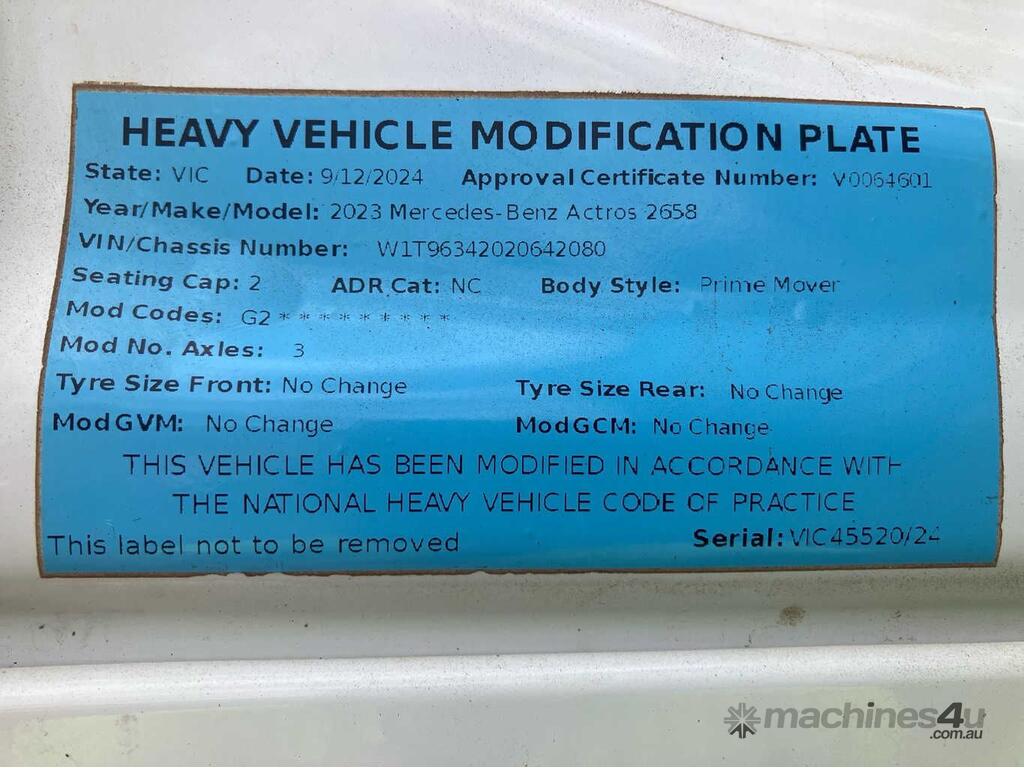 HEAVY VEHICLE MODIFICATION PLATE
State: VIC Date: 9/12/2024 Approval Certificate Number: V0064601
Year/Make/Model: 2023 Mercedes-Benz Actros 2658
VIN/Chassis Number: W1T96342020642080
Seating Cap: 2 ADR Cat: NC Body Style: Prime Mover
Mod Codes: G2 * * * * * * * * *
Mod No. Axles: 3
Tyre Size Front: No Change Tyre Size Rear: No Change
Mod GVM: No Change Mod GCM: No Change
THIS VEHICLE HAS BEEN MODIFIED IN ACCORDANCE WITH
THE NATIONAL HEAVY VEHICLE CODE OF PRACTICE
This label not to be removed Serial: VIC45520/24
machines4u
.com.au